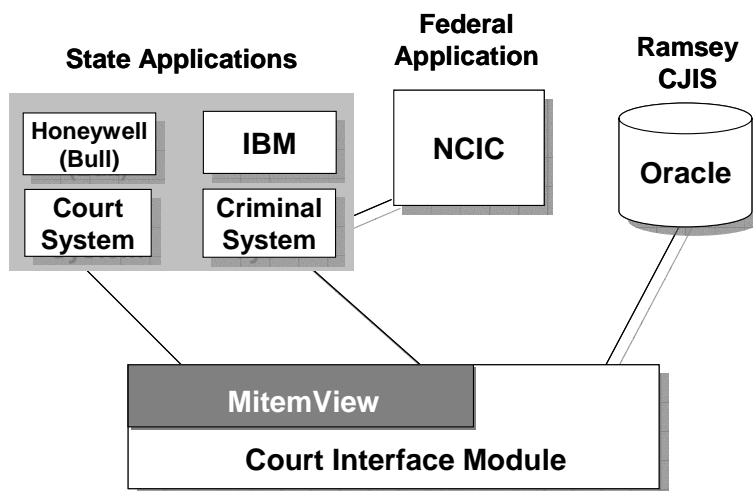 State Applications
Federal
Application
Ramsey
CJIS
Honeywell
(Bull)
IBM
NCIC
Oracle
Court
System
Criminal
System
MitemView
Court Interface Module